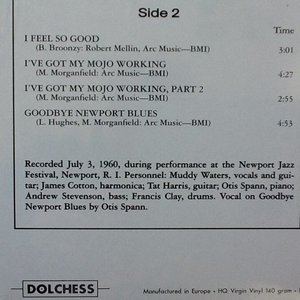 Side 2
Time
I FEEL SO GOOD
(B. Broonzy: Robert Mellin, Arc Music—BMI) 3:01
I'VE GOT MY MOJO WORKING
(M. Morganfield: Arc Music—BMI) 4:27
I'VE GOT MY MOJO WORKING, PART 2
(M. Morganfield: Arc Music—BMI) 2:55
GOODBYE NEWPORT BLUES
(L. Hughes, M. Morganfield: Arc Music—BMI) 4:53
Recorded July 3, 1960, during performance at the Newport Jazz
Festival, Newport, R. I. Personnel: Muddy Waters, vocals and gui-
tar; James Cotton, harmonica; Tat Harris, guitar; Otis Spann, piano;
Andrew Stevenson, bass; Francis Clay, drums. Vocal on Goodbye
Newport Blues by Otis Spann.
DOLCHESS
Manufactured in Europe • HQ Virgin Vinyl 140 gram •